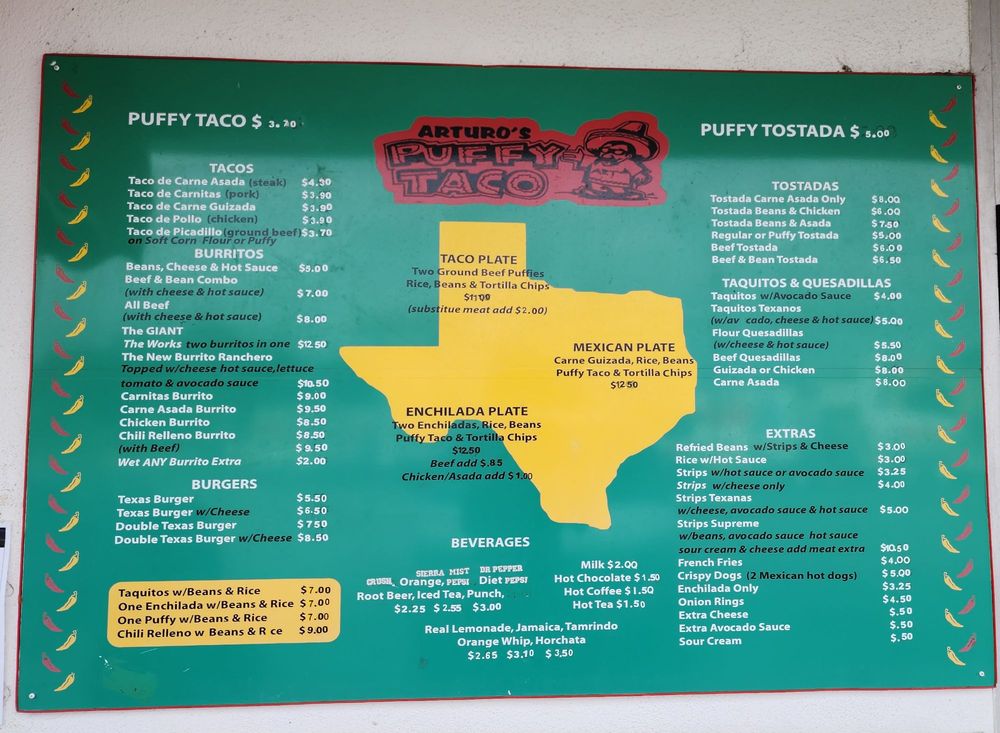 PUFFY TACO $ 3.20
TACOS
Taco de Carne Asada (steak) $4.30
Taco de Carnitas (pork) $3.90
Taco de Carne Guizada $3.90
Taco de Pollo (chicken) $3.90
Taco de Picadillo (ground beef) $3.70
on Soft Corn Flour or Puffy
BURRITOS
Beans, Cheese & Hot Sauce $5.00
Beef & Bean Combo
(with cheese & hot sauce) $7.00
All Beef
(with cheese & hot sauce) $8.00
The GIANT
The Works two burritos in one $12.50
The New Burrito Ranchero
Topped w/cheese hot sauce,lettuce
tomato & avocado sauce $10.50
Carnitas Burrito $9.00
Carne Asada Burrito $9.50
Chicken Burrito $8.50
Chili Relleno Burrito $8.50
(with Beef) $9.50
Wet ANY Burrito Extra $2.00
BURGERS
Texas Burger $5.50
Texas Burger w/Cheese $6.50
Double Texas Burger $7.50
Double Texas Burger w/Cheese $8.50
Taquitos w/Beans & Rice $7.00
One Enchilada w/Beans & Rice $7.00
One Puffy w/Beans & Rice $7.00
Chili Relleno w Beans & R ce $9.00
ARTURO'S
PUFFY
TACO
TACO PLATE
Two Ground Beef Puffies
Rice, Beans & Tortilla Chips
$11.00
(substitue meat add $2.00)
MEXICAN PLATE
Carne Guizada, Rice, Beans
Puffy Taco & Tortilla Chips
$12.50
ENCHILADA PLATE
Two Enchiladas, Rice, Beans
Puffy Taco & Tortilla Chips
$12.50
Beef add $.85
Chicken/Asada add $1.00
BEVERAGES
SIERRA MIST DR PEPPER
CRUSH, Orange, PEPSI Diet PEPSI
Root Beer, Iced Tea, Punch,
$2.25 $2.55 $3.00
Milk $2.00
Hot Chocolate $1.50
Hot Coffee $1.50
Hot Tea $1.50
Real Lemonade, Jamaica, Tamrindo
Orange Whip, Horchata
$2.65 $3.10 $3.50
PUFFY TOSTADA $ 5.00
TOSTADAS
Tostada Carne Asada Only $8.00
Tostada Beans & Chicken $6.00
Tostada Beans & Asada $7.50
Regular or Puffy Tostada $5.00
Beef Tostada $6.00
Beef & Bean Tostada $6.50
TAQUITOS & QUESADILLAS
Taquitos w/Avocado Sauce $4.00
Taquitos Texanos
(w/av cado, cheese & hot sauce) $5.00
Flour Quesadillas
(w/cheese & hot sauce) $5.50
Beef Quesadillas $8.00
Guizada or Chicken $8.00
Carne Asada $8.00
EXTRAS
Refried Beans w/Strips & Cheese $3.00
Rice w/Hot Sauce $3.00
Strips w/hot sauce or avocado sauce $3.25
Strips w/cheese only $4.00
Strips Texanas
w/cheese, avocado sauce & hot sauce $5.00
Strips Supreme
w/beans, avocado sauce hot sauce
sour cream & cheese add meat extra $10.50
French Fries $4.00
Crispy Dogs (2 Mexican hot dogs) $5.00
Enchilada Only $3.25
Onion Rings $4.50
Extra Cheese $.50
Extra Avocado Sauce $.50
Sour Cream $.50